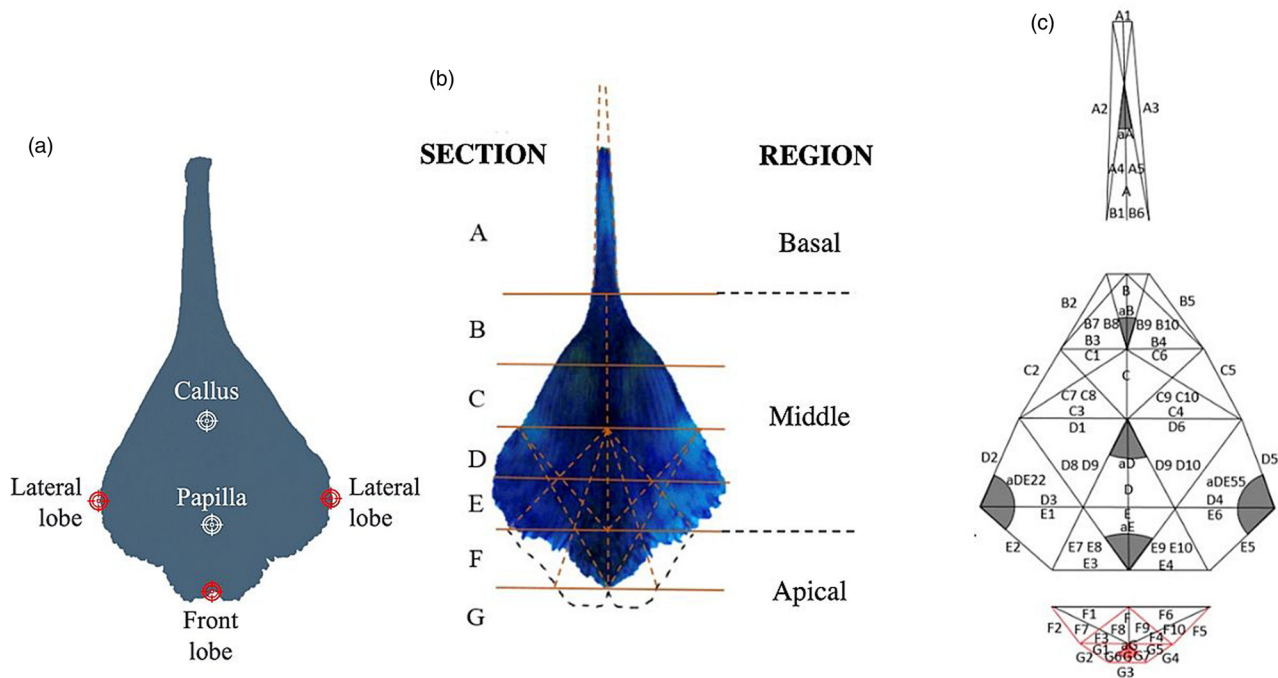 (a)
Callus
Papilla
Lateral
lobe
Lateral
lobe
Front
lobe
(b)
SECTION
REGION
A
B
C
D
E
F
G
Basal
Middle
Apical
(c)
A1
A2
A3
aA
A4
A5
A
B1 B6
B
B2
B5
aB
B7 B8
B9 B10
B3
B4
C1
C6
C2
C
C5
C7 C8
C9 C10
C3
C4
D1
D6
D2
D8 D9
aD
D9 D10
D5
aDE22
D
aDE55
D3
D4
E1
E
E6
aE
E2
E7 E8
E9 E10
E5
E3
E4
F1
F
F6
F2
F7
F8
F9
F10
F5
F3
F4
G1
aG
G5
G2
G6
G
G7
G4
G3